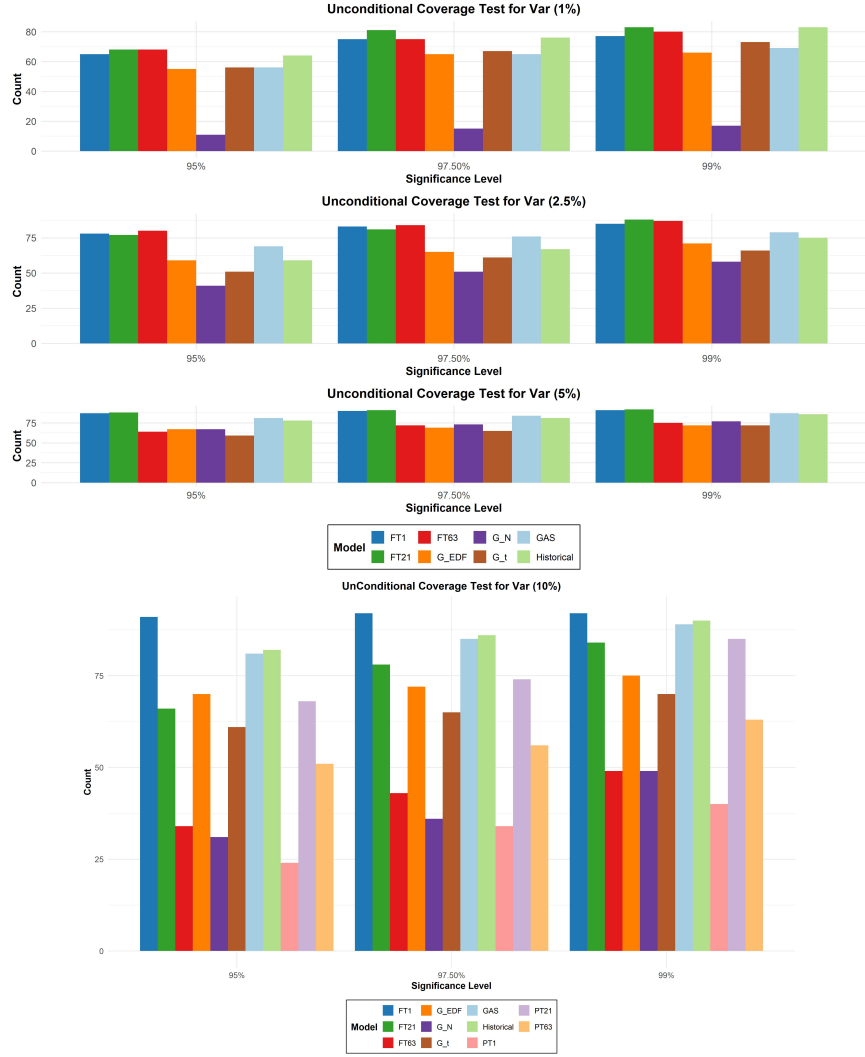 Unconditional Coverage Test for Var (1%)
Count
80
60
40
20
0
95%
97.50%
99%
Significance Level
Unconditional Coverage Test for Var (2.5%)
Count
75
50
25
0
95%
97.50%
99%
Significance Level
Unconditional Coverage Test for Var (5%)
Count
75
50
25
0
95%
97.50%
99%
Significance Level
Model
FT1
FT63
G_N
GAS
FT21
G_EDF
G_t
Historical
UnConditional Coverage Test for Var (10%)
Count
75
50
25
0
95%
97.50%
99%
Significance Level
Model
FT1
G_EDF
GAS
PT21
FT21
G_N
Historical
PT63
FT63
G_t
PT1